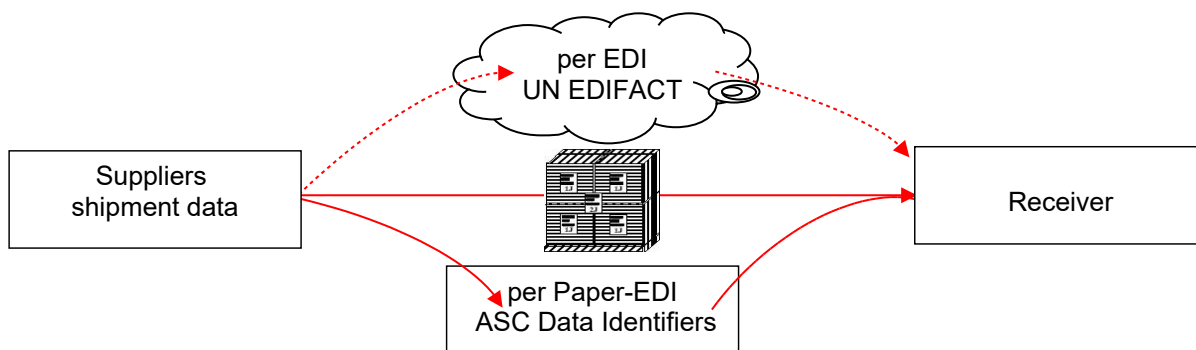 per EDI
UN EDIFACT
Suppliers
shipment data
Receiver
per Paper-EDI
ASC Data Identifiers